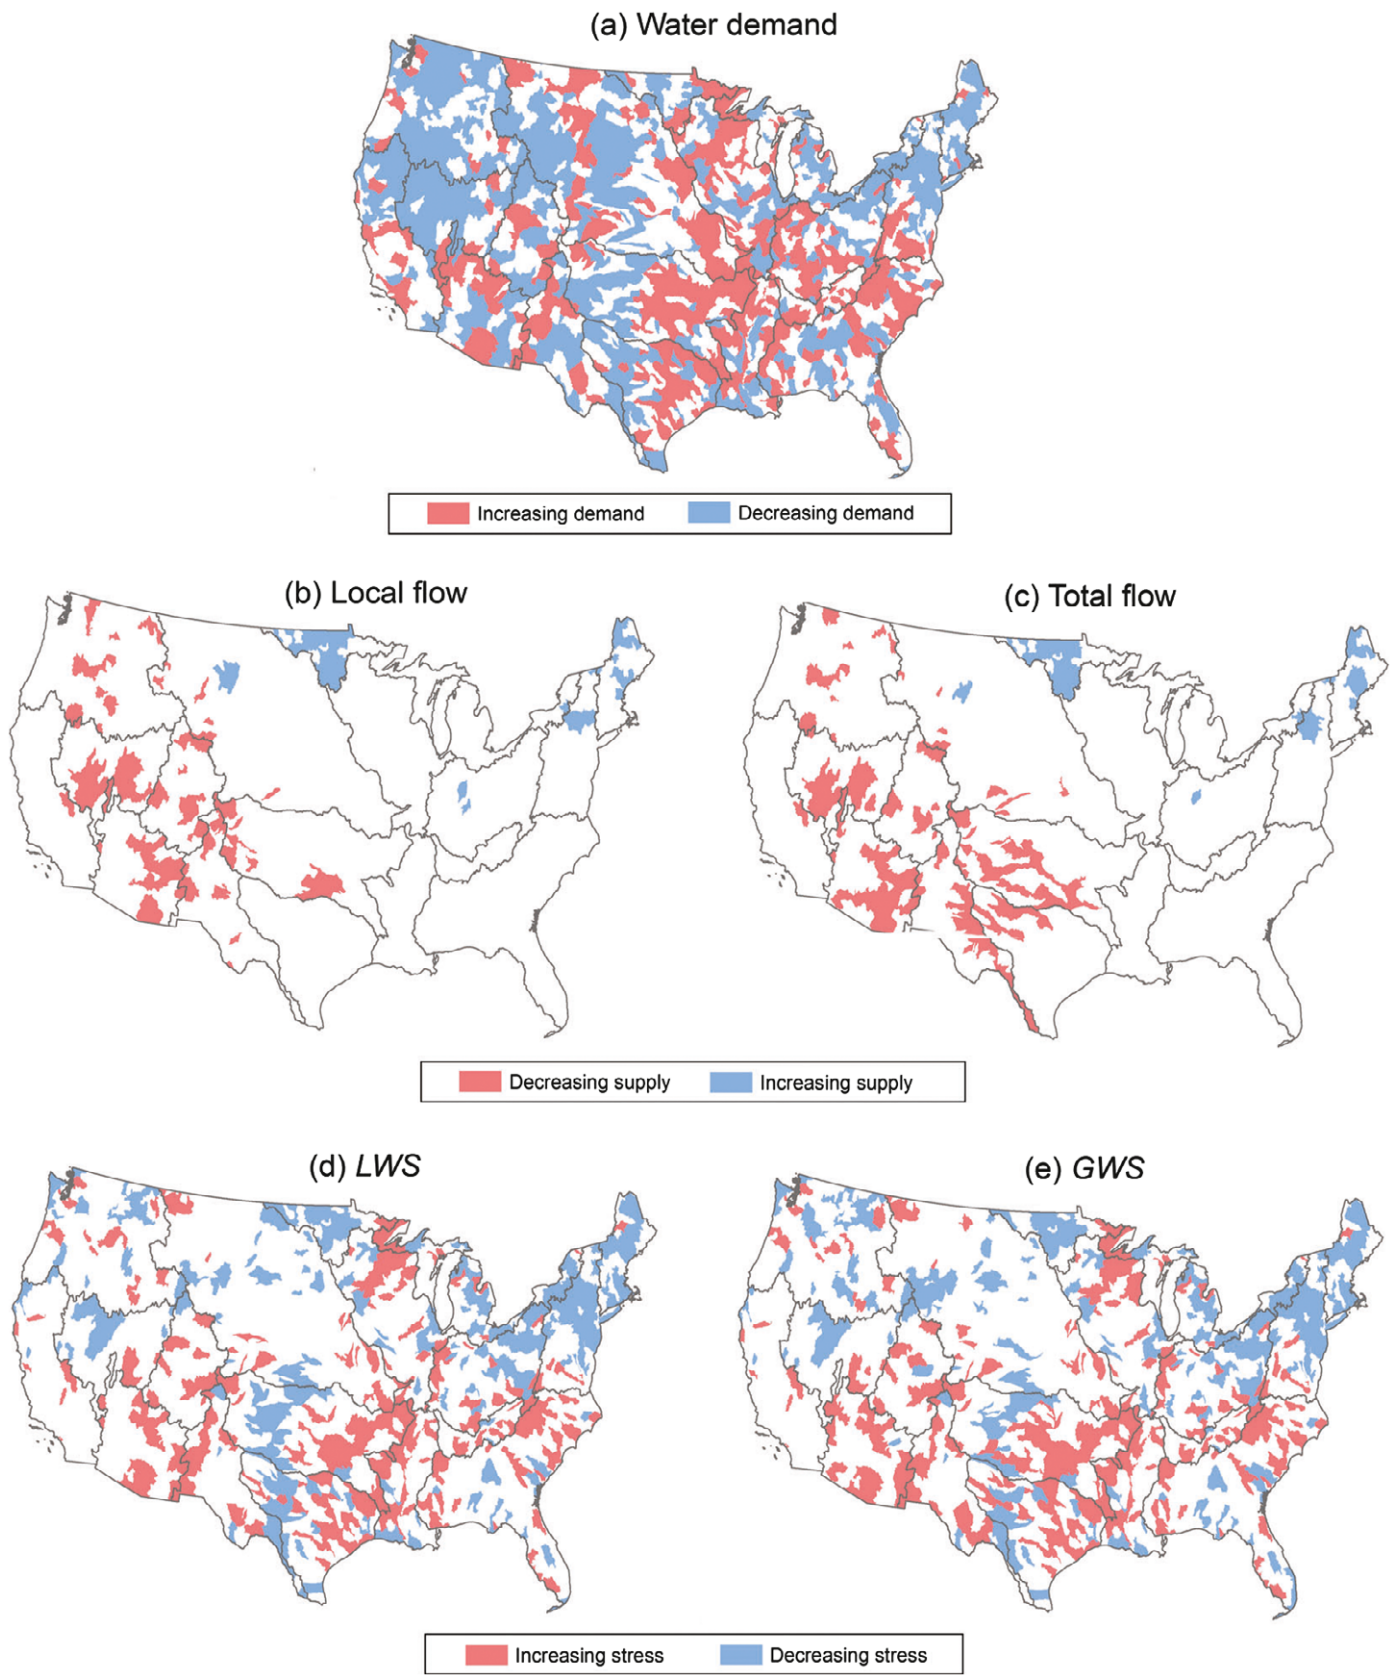 (a) Water demand
Increasing demand Decreasing demand
(b) Local flow
(c) Total flow
Decreasing supply Increasing supply
(d) LWS
(e) GWS
Increasing stress Decreasing stress